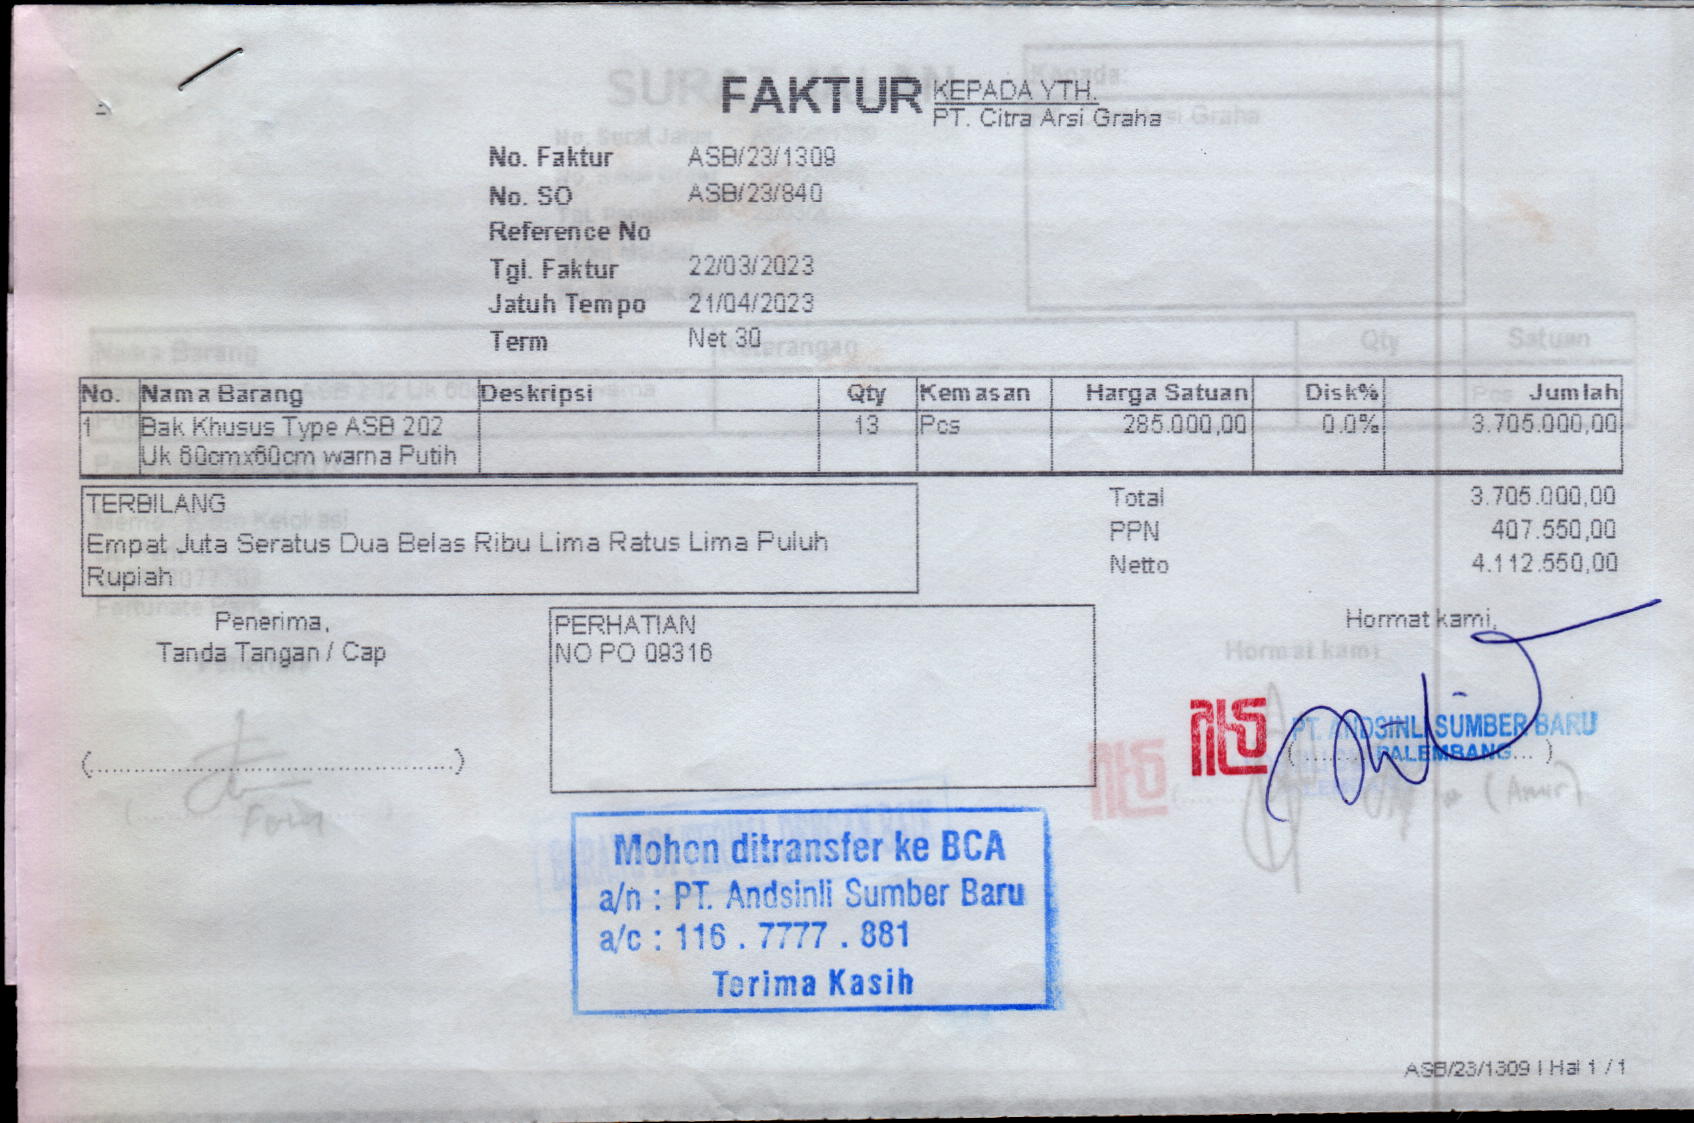 FAKTUR
KEPADA YTH.
PT. Citra Arsi Graha
No. Faktur ASB/23/1309
No. SO ASB/23/840
Reference No
Tgl. Faktur 22/03/2023
Jatuh Tempo 21/04/2023
Term Net 30
No. Nama Barang Deskripsi Qty Kemasan Harga Satuan Disk% Jumlah
1 Bak Khusus Type ASB 202 13 Pcs 285.000,00 0.0% 3.705.000,00
Uk 60cmx60cm warna Putih
TERBILANG
Empat Juta Seratus Dua Belas Ribu Lima Ratus Lima Puluh
Rupiah
Total 3.705.000,00
PPN 407.550,00
Netto 4.112.550,00
Penerima,
Tanda Tangan / Cap
(................................................)
PERHATIAN
NO PO 09316
Hormat kami,
PT. ANDSINLI SUMBER BARU
PALEMBANG
Mohon ditransfer ke BCA
a/n : PT. Andsinli Sumber Baru
a/c : 116 . 7777 . 881
Terima Kasih
ASB/23/1309 | Hal 1 / 1